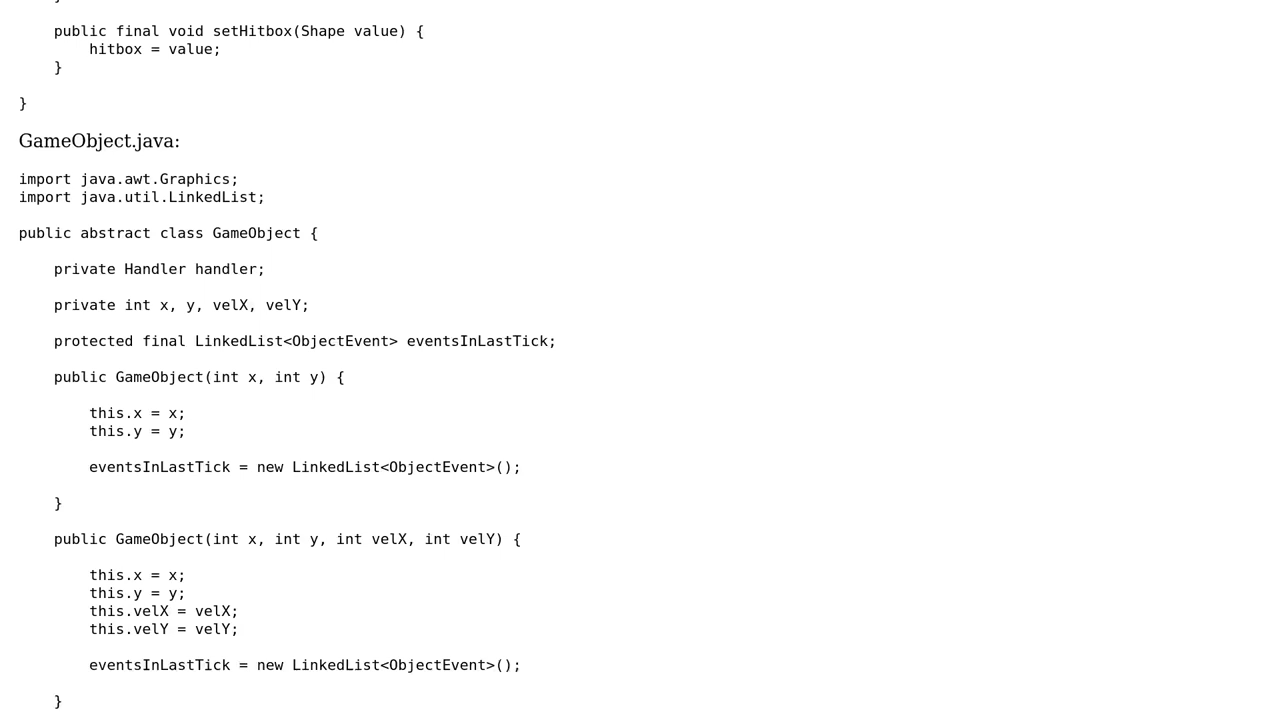 }
    public final void setHitbox(Shape value) {
        hitbox = value;
    }
}
GameObject.java:
import java.awt.Graphics;
import java.util.LinkedList;
public abstract class GameObject {
    private Handler handler;
    private int x, y, velX, velY;
    protected final LinkedList<ObjectEvent> eventsInLastTick;
    public GameObject(int x, int y) {
        this.x = x;
        this.y = y;
        eventsInLastTick = new LinkedList<ObjectEvent>();
    }
    public GameObject(int x, int y, int velX, int velY) {
        this.x = x;
        this.y = y;
        this.velX = velX;
        this.velY = velY;
        eventsInLastTick = new LinkedList<ObjectEvent>();
    }